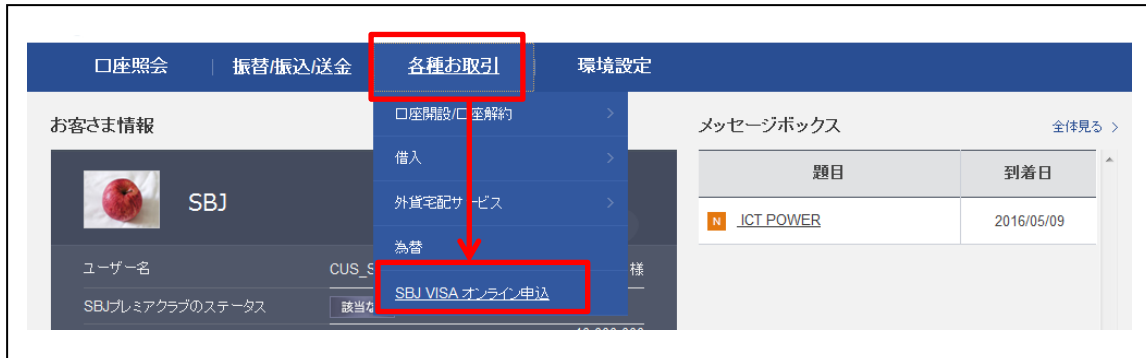 口座照会 振替/振込/送金 各種お取引 環境設定
お客さま情報
SBJ
ユーザー名 CUS_S 様
SBJプレミアクラブのステータス 該当な
口座開設/口座解約
借入
外貨宅配サービス
為替
SBJ VISA オンライン申込
メッセージボックス 全体見る
題目 到着日
N ICT POWER 2016/05/09